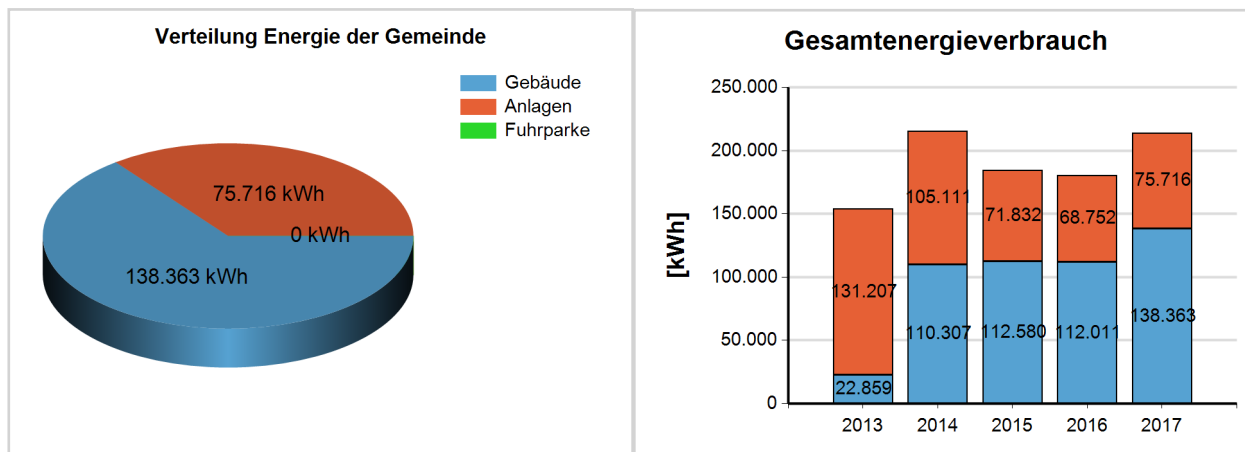 Verteilung Energie der Gemeinde
Gebäude
Anlagen
Fuhrparke
75.716 kWh
0 kWh
138.363 kWh
Gesamtenergieverbrauch
[kWh]
250.000
200.000
150.000
100.000
50.000
0
131.207
22.859
105.111
110.307
71.832
112.580
68.752
112.011
75.716
138.363
2013 2014 2015 2016 2017